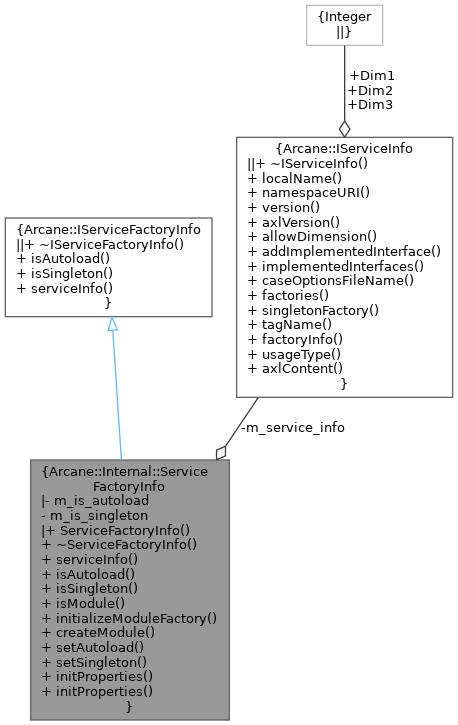 {Integer
||}
+Dim1
+Dim2
+Dim3
{Arcane::IServiceInfo
||+ ~IServiceInfo()
+ localName()
+ namespaceURI()
+ version()
+ axlVersion()
+ allowDimension()
+ addImplementedInterface()
+ implementedInterfaces()
+ caseOptionsFileName()
+ factories()
+ singletonFactory()
+ tagName()
+ factoryInfo()
+ usageType()
+ axlContent()
}
{Arcane::IServiceFactoryInfo
||+ ~IServiceFactoryInfo()
+ isAutoload()
+ isSingleton()
+ serviceInfo()
}
-m_service_info
{Arcane::Internal::Service
FactoryInfo
|- m_is_autoload
- m_is_singleton
|+ ServiceFactoryInfo()
+ ~ServiceFactoryInfo()
+ serviceInfo()
+ isAutoload()
+ isSingleton()
+ isModule()
+ initializeModuleFactory()
+ createModule()
+ setAutoload()
+ setSingleton()
+ initProperties()
+ initProperties()
}